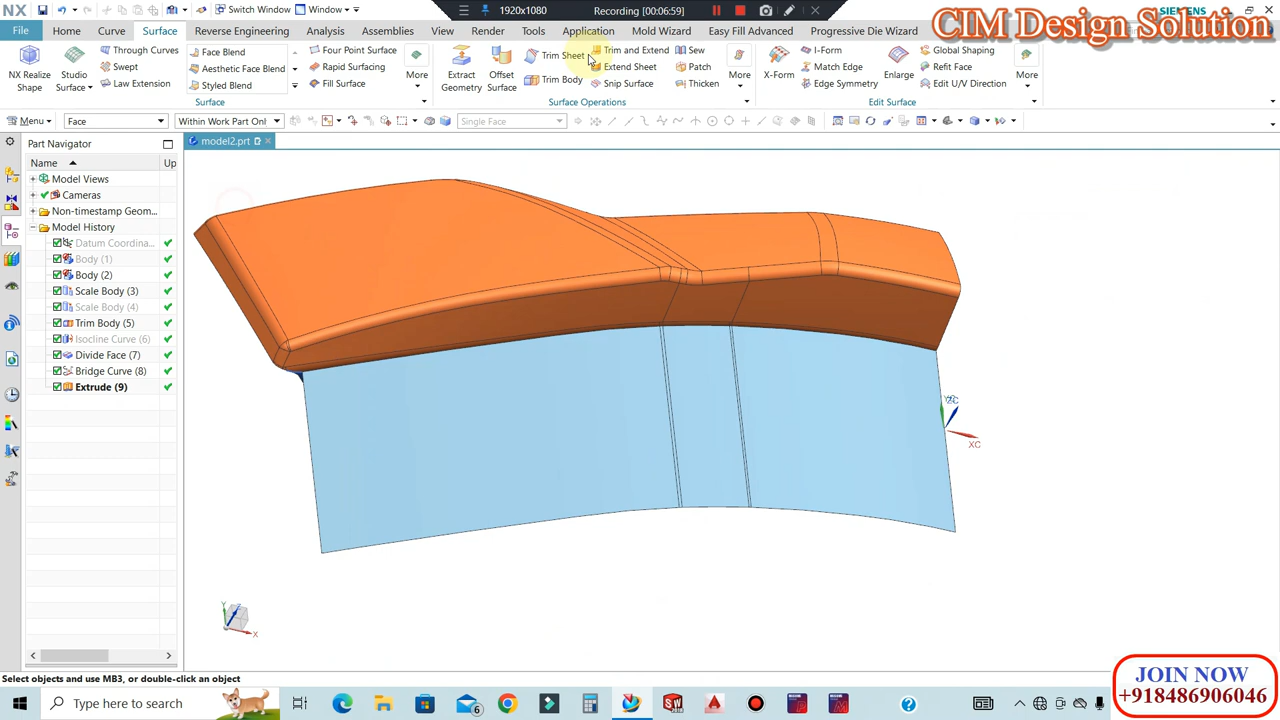 NX
Switch Window
Window
1920x1080
Recording [00:06:59]
SIEMENS
CIM Design Solution
File
Home
Curve
Surface
Reverse Engineering
Analysis
Assemblies
View
Render
Tools
Application
Mold Wizard
Easy Fill Advanced
Progressive Die Wizard
NX Realize Shape
Studio Surface
Through Curves
Swept
Law Extension
Face Blend
Aesthetic Face Blend
Styled Blend
Four Point Surface
Rapid Surfacing
Fill Surface
More
Surface
Extract Geometry
Offset Surface
Trim Sheet
Trim Body
Trim and Extend
Extend Sheet
Snip Surface
Sew
Patch
Thicken
More
Surface Operations
X-Form
I-Form
Match Edge
Edge Symmetry
Enlarge
Global Shaping
Refit Face
Edit U/V Direction
More
Edit Surface
Menu
Face
Within Work Part Onl
Single Face
Part Navigator
model2.prt
Name
Up
Model Views
Cameras
Non-timestamp Geom...
Model History
Datum Coordina...
Body (1)
Body (2)
Scale Body (3)
Scale Body (4)
Trim Body (5)
Isocline Curve (6)
Divide Face (7)
Bridge Curve (8)
Extrude (9)
ZC
XC
Y
X
Select objects and use MB3, or double-click an object
JOIN NOW
+918486906046
Type here to search
6